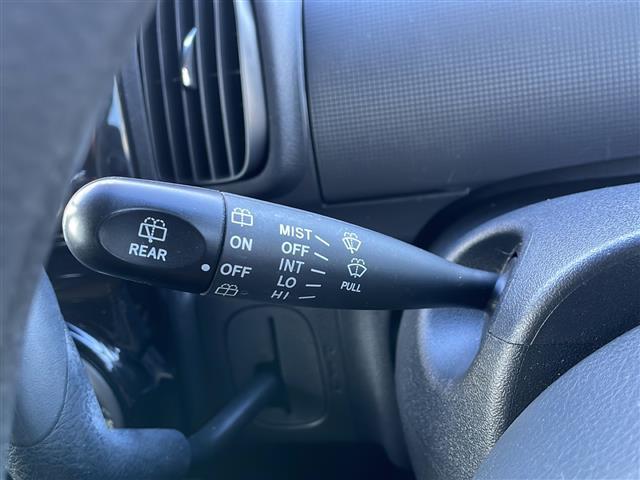 REAR
ON
OFF
MIST
OFF
INT
LO
HI
PULL